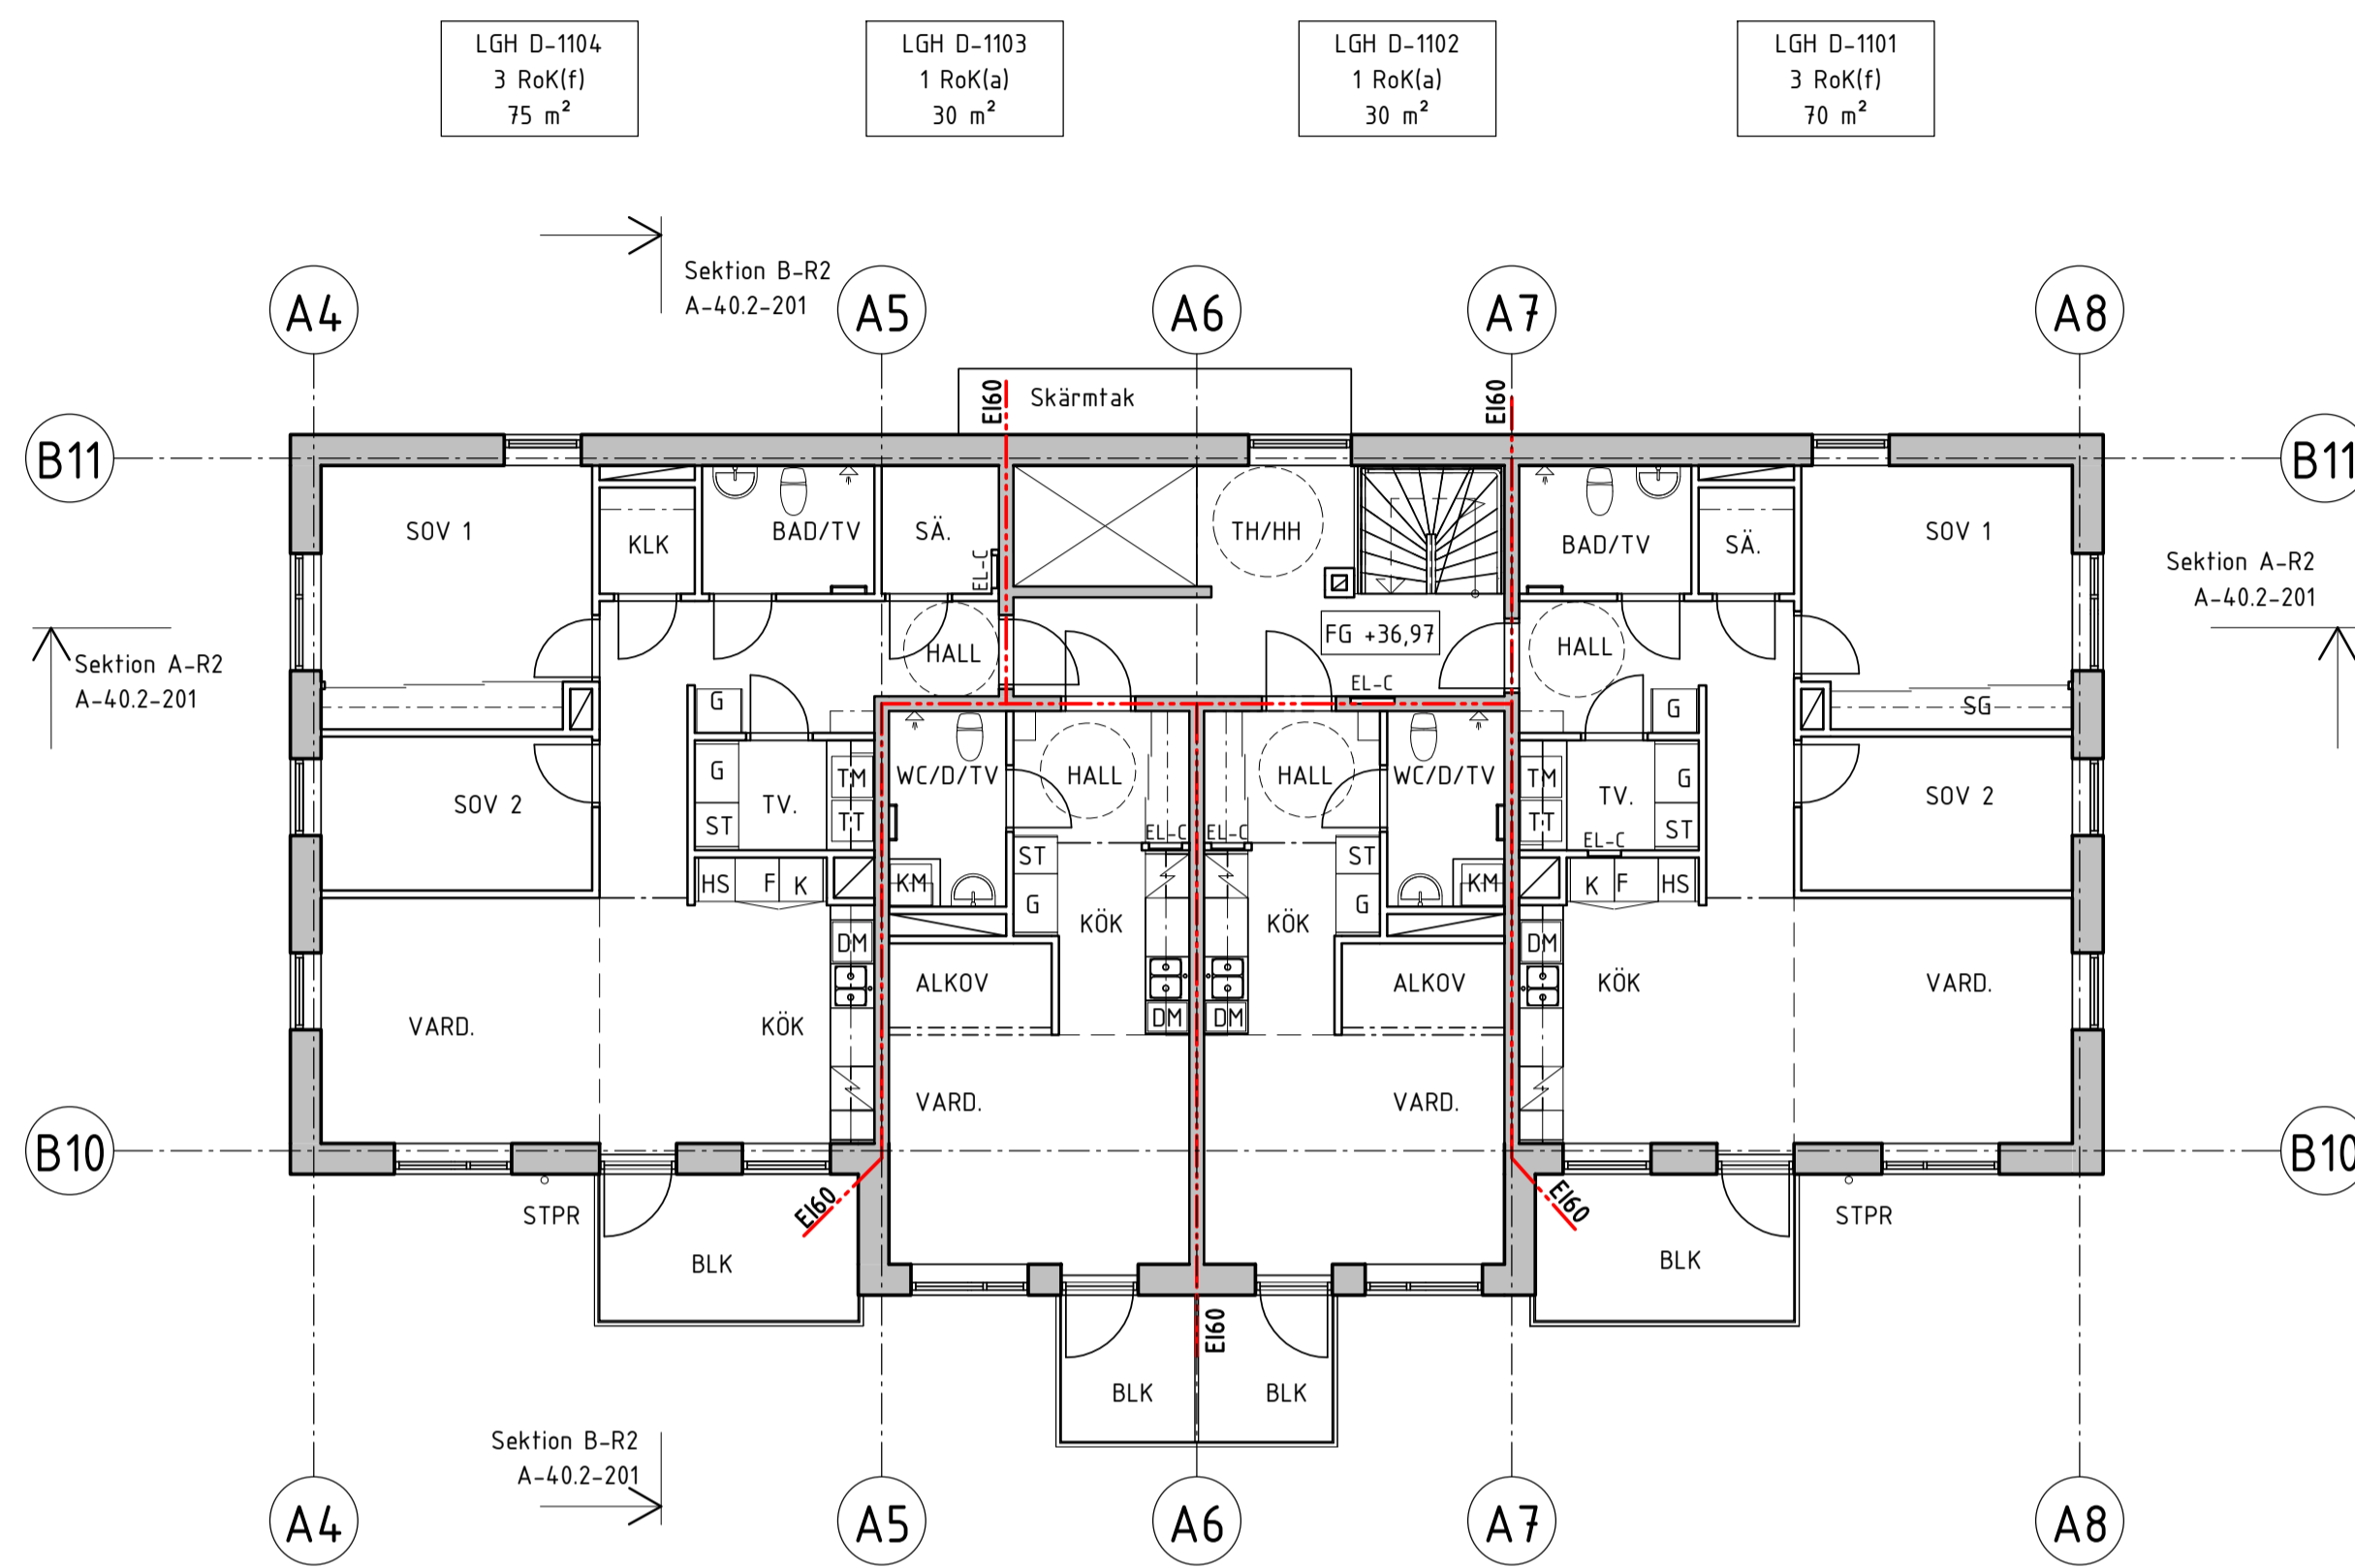 LGH D-1104
3 RoK(f)
75 m²
LGH D-1103
1 RoK(a)
30 m²
LGH D-1102
1 RoK(a)
30 m²
LGH D-1101
3 RoK(f)
70 m²
Sektion B-R2
A-40.2-201
A4
A5
A6
A7
A8
EI60
Skärmtak
EI60
B11
B11
SOV 1
KLK
BAD/TV
SÄ.
EL-C
TH/HH
BAD/TV
SÄ.
SOV 1
Sektion A-R2
A-40.2-201
Sektion A-R2
A-40.2-201
HALL
FG +36,97
HALL
EL-C
G
G
SG
SOV 2
G
ST
TV.
TM
TT
WC/D/TV
HALL
HALL
WC/D/TV
TM
TT
TV.
G
ST
SOV 2
EL-C
EL-C
EL-C
HS
F
K
KM
ST
G
ST
G
KM
K
F
HS
KÖK
KÖK
DM
DM
ALKOV
ALKOV
KÖK
VARD.
VARD.
KÖK
DM
DM
VARD.
VARD.
B10
B10
EI60
EI60
STPR
STPR
BLK
BLK
EI60
BLK
BLK
Sektion B-R2
A-40.2-201
A4
A5
A6
A7
A8